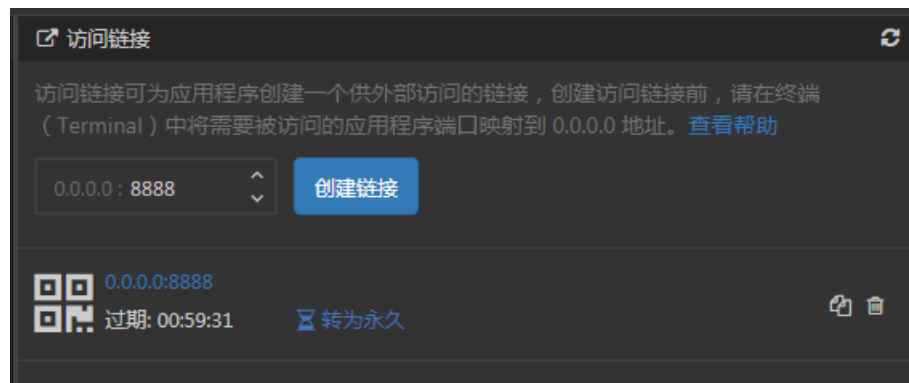 访问链接
访问链接可为应用程序创建一个供外部访问的链接，创建访问链接前，请在终端
（Terminal）中将需要被访问的应用程序端口映射到 0.0.0.0 地址。查看帮助
0.0.0.0 : 8888 创建链接
0.0.0.0:8888
过期: 00:59:31 转为永久